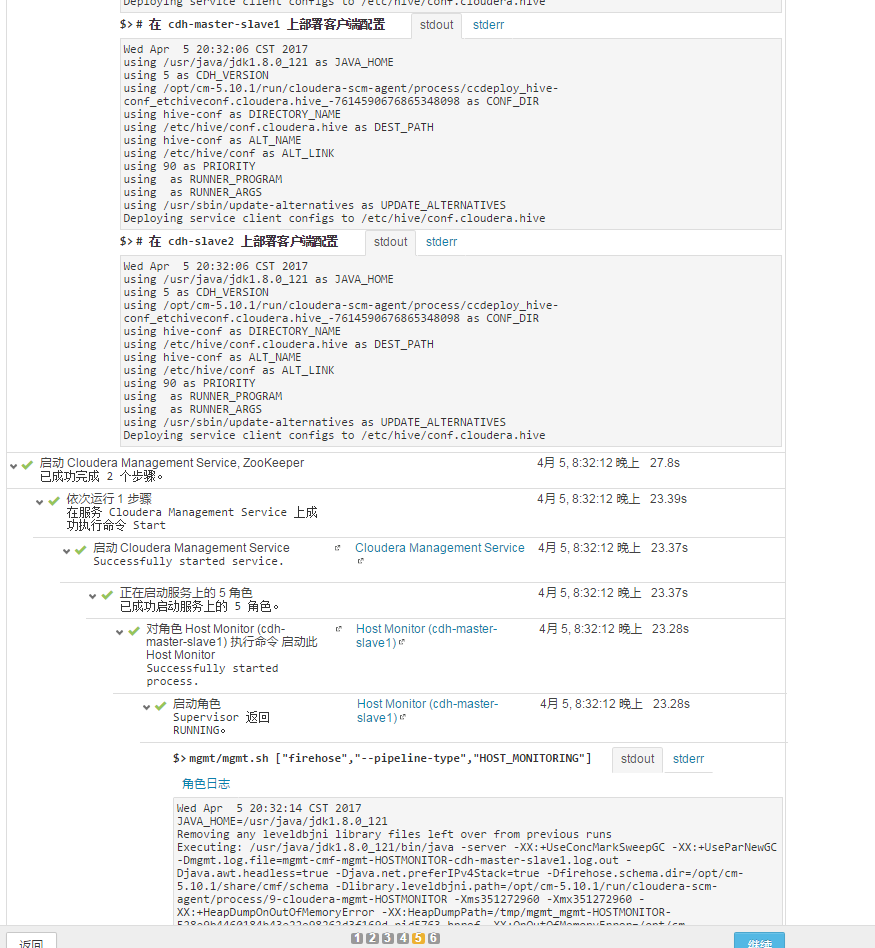 Deploying service client configs to /etc/hive/conf.cloudera.hive
$> # 在 cdh-master-slave1 上部署客户端配置 stdout stderr
Wed Apr  5 20:32:06 CST 2017
using /usr/java/jdk1.8.0_121 as JAVA_HOME
using 5 as CDH_VERSION
using /opt/cm-5.10.1/run/cloudera-scm-agent/process/ccdeploy_hive-
conf_etchiveconf.cloudera.hive_-7614590676865348098 as CONF_DIR
using hive-conf as DIRECTORY_NAME
using /etc/hive/conf.cloudera.hive as DEST_PATH
using hive-conf as ALT_NAME
using /etc/hive/conf as ALT_LINK
using 90 as PRIORITY
using  as RUNNER_PROGRAM
using  as RUNNER_ARGS
using /usr/sbin/update-alternatives as UPDATE_ALTERNATIVES
Deploying service client configs to /etc/hive/conf.cloudera.hive
$> # 在 cdh-slave2 上部署客户端配置 stdout stderr
Wed Apr  5 20:32:06 CST 2017
using /usr/java/jdk1.8.0_121 as JAVA_HOME
using 5 as CDH_VERSION
using /opt/cm-5.10.1/run/cloudera-scm-agent/process/ccdeploy_hive-
conf_etchiveconf.cloudera.hive_-7614590676865348098 as CONF_DIR
using hive-conf as DIRECTORY_NAME
using /etc/hive/conf.cloudera.hive as DEST_PATH
using hive-conf as ALT_NAME
using /etc/hive/conf as ALT_LINK
using 90 as PRIORITY
using  as RUNNER_PROGRAM
using  as RUNNER_ARGS
using /usr/sbin/update-alternatives as UPDATE_ALTERNATIVES
Deploying service client configs to /etc/hive/conf.cloudera.hive
启动 Cloudera Management Service, ZooKeeper 4月 5, 8:32:12 晚上 27.8s
已成功完成 2 个步骤。
依次运行 1 步骤 4月 5, 8:32:12 晚上 23.39s
在服务 Cloudera Management Service 上成
功执行命令 Start
启动 Cloudera Management Service Cloudera Management Service 4月 5, 8:32:12 晚上 23.37s
Successfully started service.
正在启动服务上的 5 角色 4月 5, 8:32:12 晚上 23.37s
已成功启动服务上的 5 角色。
对角色 Host Monitor (cdh- Host Monitor (cdh-master- 4月 5, 8:32:12 晚上 23.28s
master-slave1) 执行命令 启动此 slave1)
Host Monitor
Successfully started
process.
启动角色 Host Monitor (cdh-master- 4月 5, 8:32:12 晚上 23.28s
Supervisor 返回 slave1)
RUNNING。
$> mgmt/mgmt.sh ["firehose","--pipeline-type","HOST_MONITORING"] stdout stderr
角色日志
Wed Apr  5 20:32:14 CST 2017
JAVA_HOME=/usr/java/jdk1.8.0_121
Removing any leveldbjni library files left over from previous runs
Executing: /usr/java/jdk1.8.0_121/bin/java -server -XX:+UseConcMarkSweepGC -XX:+UseParNewGC
-Dmgmt.log.file=mgmt-cmf-mgmt-HOSTMONITOR-cdh-master-slave1.log.out -
Djava.awt.headless=true -Djava.net.preferIPv4Stack=true -Dfirehose.schema.dir=/opt/cm-
5.10.1/share/cmf/schema -Dlibrary.leveldbjni.path=/opt/cm-5.10.1/run/cloudera-scm-
agent/process/9-cloudera-mgmt-HOSTMONITOR -Xms351272960 -Xmx351272960 -
XX:+HeapDumpOnOutOfMemoryError -XX:HeapDumpPath=/tmp/mgmt_mgmt-HOSTMONITOR-
返回 1 2 3 4 5 6 继续